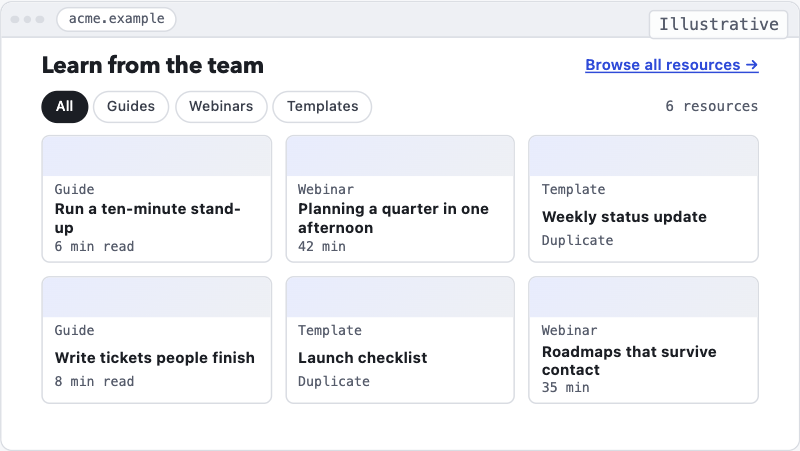 acme.example
Illustrative
Learn from the team
Browse all resources →
All
Guides
Webinars
Templates
6 resources
Guide
Run a ten-minute stand-
up
6 min read
Webinar
Planning a quarter in one
afternoon
42 min
Template
Weekly status update
Duplicate
Guide
Write tickets people finish
8 min read
Template
Launch checklist
Duplicate
Webinar
Roadmaps that survive
contact
35 min